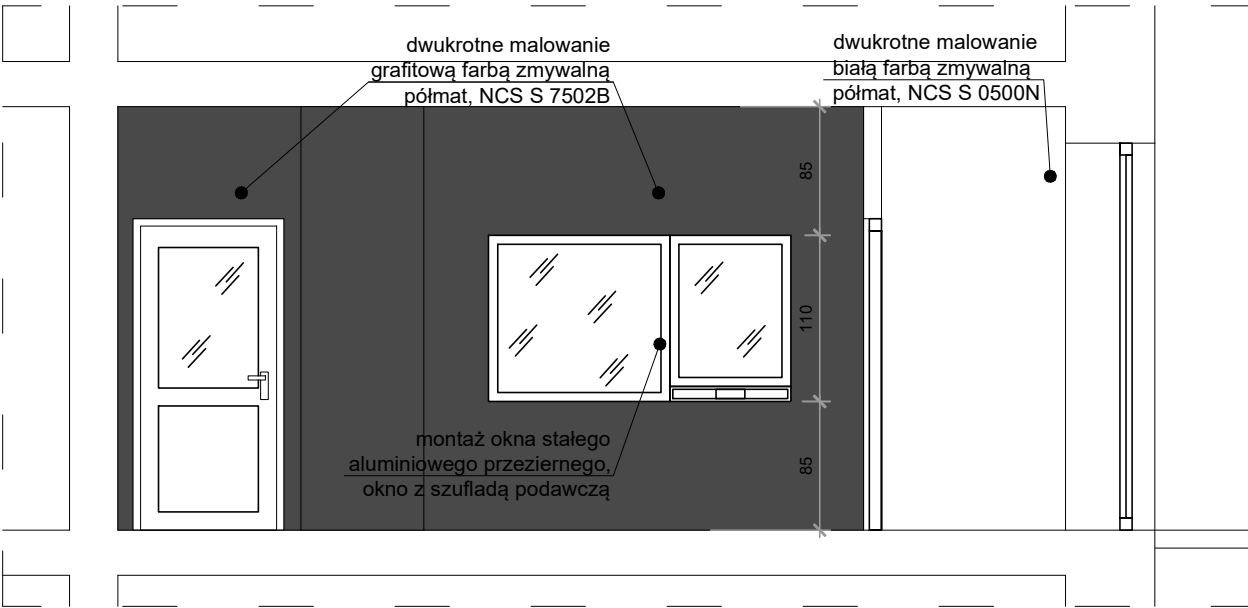 dwukrotne malowanie
grafitową farbą zmywalną
półmat, NCS S 7502B
dwukrotne malowanie
białą farbą zmywalną
półmat, NCS S 0500N
85
110
85
montaż okna stałego
aluminiowego przeziernego,
okno z szufladą podawczą